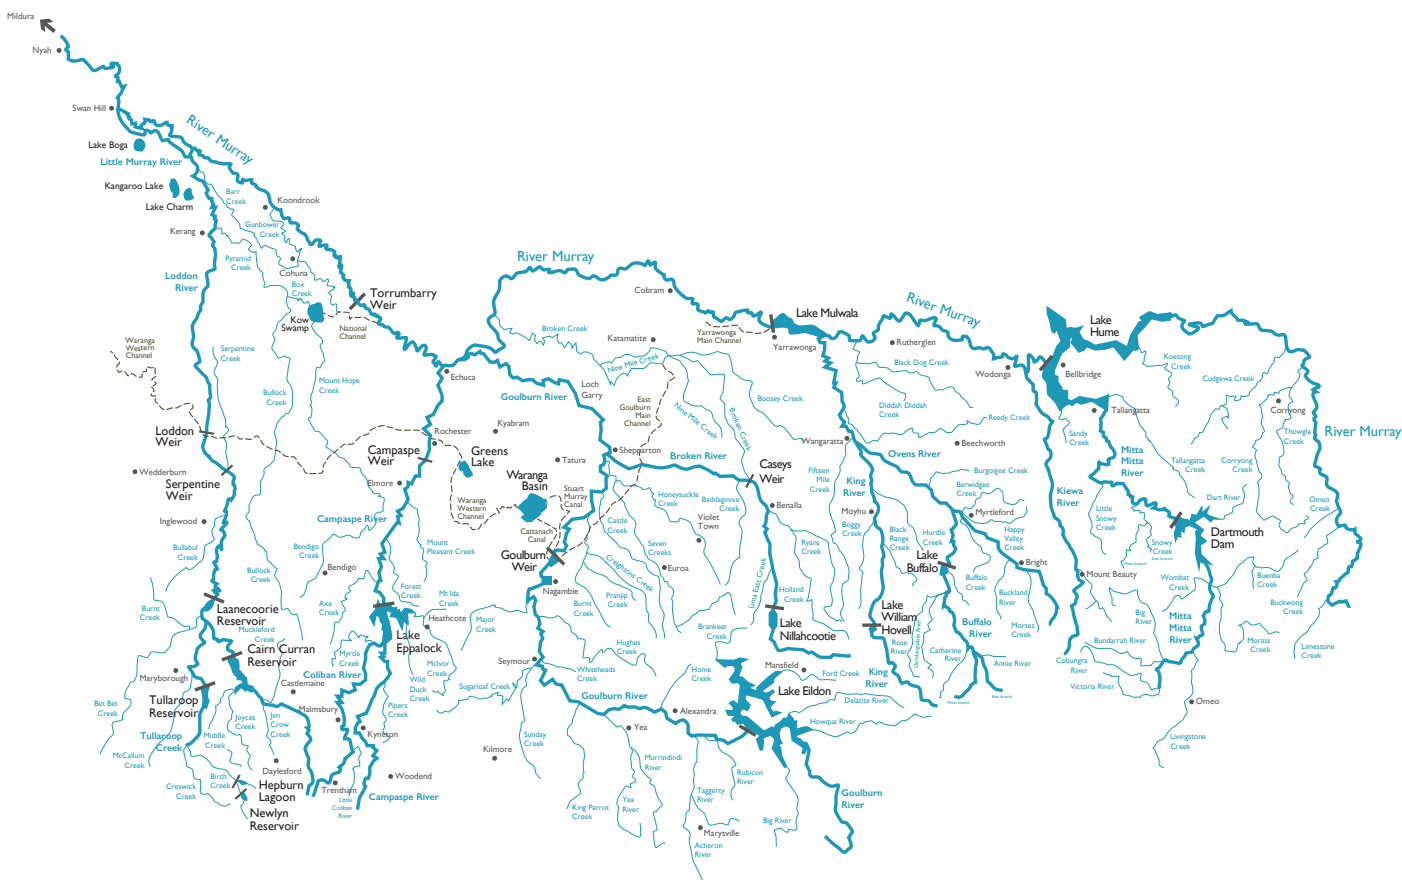 Mildura
Nyah
Swan Hill
River Murray
Lake Boga
Little Murray River
Kangaroo Lake
Lake Charm
Barr
Creek
Koondrook
Gunbower
Creek
Kerang
Pyramid
Creek
Cohuna
Loddon
River
Box
Creek
Torrumbarry
Weir
Kow
Swamp
National
Channel
River Murray
Cobram
Lake Mulwala
River Murray
Lake
Hume
Broken Creek
Katamatite
Yarrawonga
Main Channel
Yarrawonga
Rutherglen
Black Dog Creek
Wodonga
Bellbridge
Koetong
Creek
Cudgewa Creek
Waranga
Western
Channel
Serpentine
Creek
Bullock
Creek
Mount Hope
Creek
Echuca
Nine Mile Creek
Loch
Garry
Goulburn River
East
Goulburn
Main
Channel
Nine Mile Creek
Broken Creek
Boosey Creek
Diddah Diddah
Creek
Reedy Creek
Tallangatta
Corryong
Loddon
Weir
Rochester
Kyabram
Campaspe
Weir
Greens
Lake
Shepparton
Broken River
Wangaratta
Beechworth
Ovens River
Sandy
Creek
Mitta
Mitta
River
Thowgla
Creek
River Murray
Wedderburn
Serpentine
Weir
Elmore
Tatura
Waranga
Basin
Caseys
Weir
Fifteen
Mile
Creek
King
River
Burgoigee Creek
Barwidgee
Creek
Kiewa
River
Tallangatta
Creek
Corryong
Creek
Inglewood
Campaspe River
Waranga
Western
Channel
Stuart
Murray
Canal
Cattanach
Canal
Honeysuckle
Creek
Baddaginnie
Creek
Benalla
Violet
Town
Castle
Creek
Moyhu
Boggy
Creek
Black
Range
Creek
Hurdle
Creek
Myrtleford
Happy
Valley
Creek
Little
Snowy
Creek
Dart River
Omeo
Creek
Dartmouth
Dam
Bullabul
Creek
Bendigo
Creek
Mount
Pleasant Creek
Goulburn
Weir
Seven
Creeks
Ryans
Creek
Lake
Buffalo
Bright
Snowy
Creek
West branch
East branch
Bullock
Creek
Bendigo
Forest
Creek
Nagambie
Creightons Creek
Euroa
Lima East Creek
Holland
Creek
Buffalo
Creek
Buckland
River
Mount Beauty
Wombat
Creek
Buenba
Creek
Burnt
Creek
Laanecoorie
Reservoir
Axe
Creek
Mt Ida
Creek
Heathcote
Major
Creek
Burnt
Creek
Pranjip
Creek
Brankeet
Creek
Lake
Nillahcootie
Lake
William
Hovell
Buffalo
River
Morses
Creek
Big
River
Mitta
Mitta
River
Buckwong
Creek
Muckleford
Creek
Cairn Curran
Reservoir
Lake
Eppalock
Myrtle
Creek
Coliban River
McIvor
Creek
Wild
Duck
Creek
Seymour
Hughes
Creek
Whiteheads
Creek
Home
Creek
Mansfield
Ford Creek
Rose
River
Dandongadale River
Catherine
River
Annie River
Bundarrah River
Cobungra
River
Victoria River
Morass
Creek
Limestone
Creek
Maryborough
Castlemaine
Tullaroop
Reservoir
Malmsbury
Pipers
Creek
Sugarloaf Creek
Goulburn River
Lake Eildon
King
River
Delatite River
West branch
East branch
Omeo
Bet Bet
Creek
Tullaroop
Creek
Joyces
Creek
Jim
Crow
Creek
Middle
Creek
Kyneton
Kilmore
Sunday
Creek
Alexandra
Yea
Howqua River
Livingstone
Creek
McCallum
Creek
Creswick
Creek
Birch
Creek
Daylesford
Hepburn
Lagoon
Newlyn
Reservoir
Trentham
Little
Coliban
River
Woodend
Campaspe River
King Parrot
Creek
Murrindindi
River
Yea
River
Rubicon
River
Taggerty
River
Marysville
Acheron
River
Big River
Goulburn
River